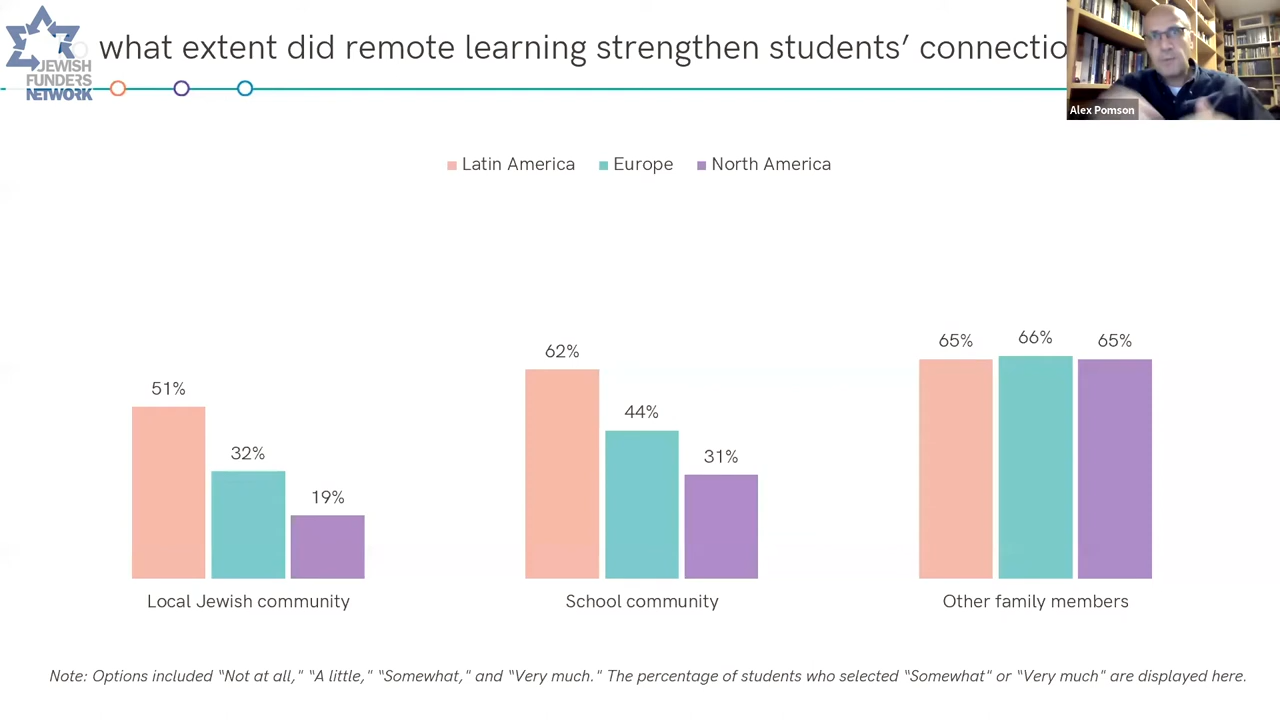 what extent did remote learning strengthen students’ connectio
JEWISH
FUNDERS
NETWORK
Alex Pomson
Latin America Europe North America
51% 32% 19%
62% 44% 31%
65% 66% 65%
Local Jewish community School community Other family members
Note: Options included “Not at all,” “A little,” “Somewhat,” and “Very much.” The percentage of students who selected “Somewhat” or “Very much” are displayed here.